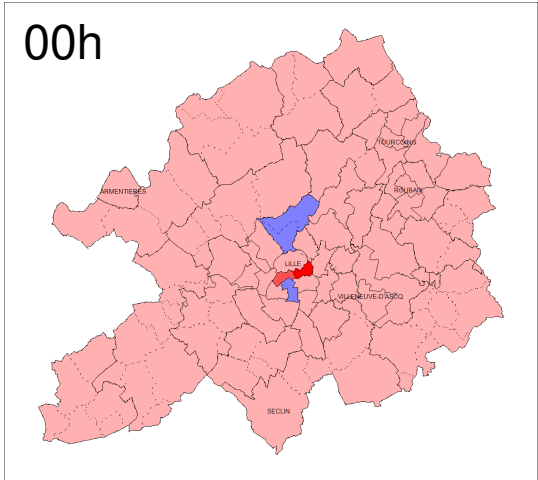 00h
TOURCOING
ARMENTIERES
ROUBAIX
LILLE
VILLENEUVE-D'ASCQ
SECLIN